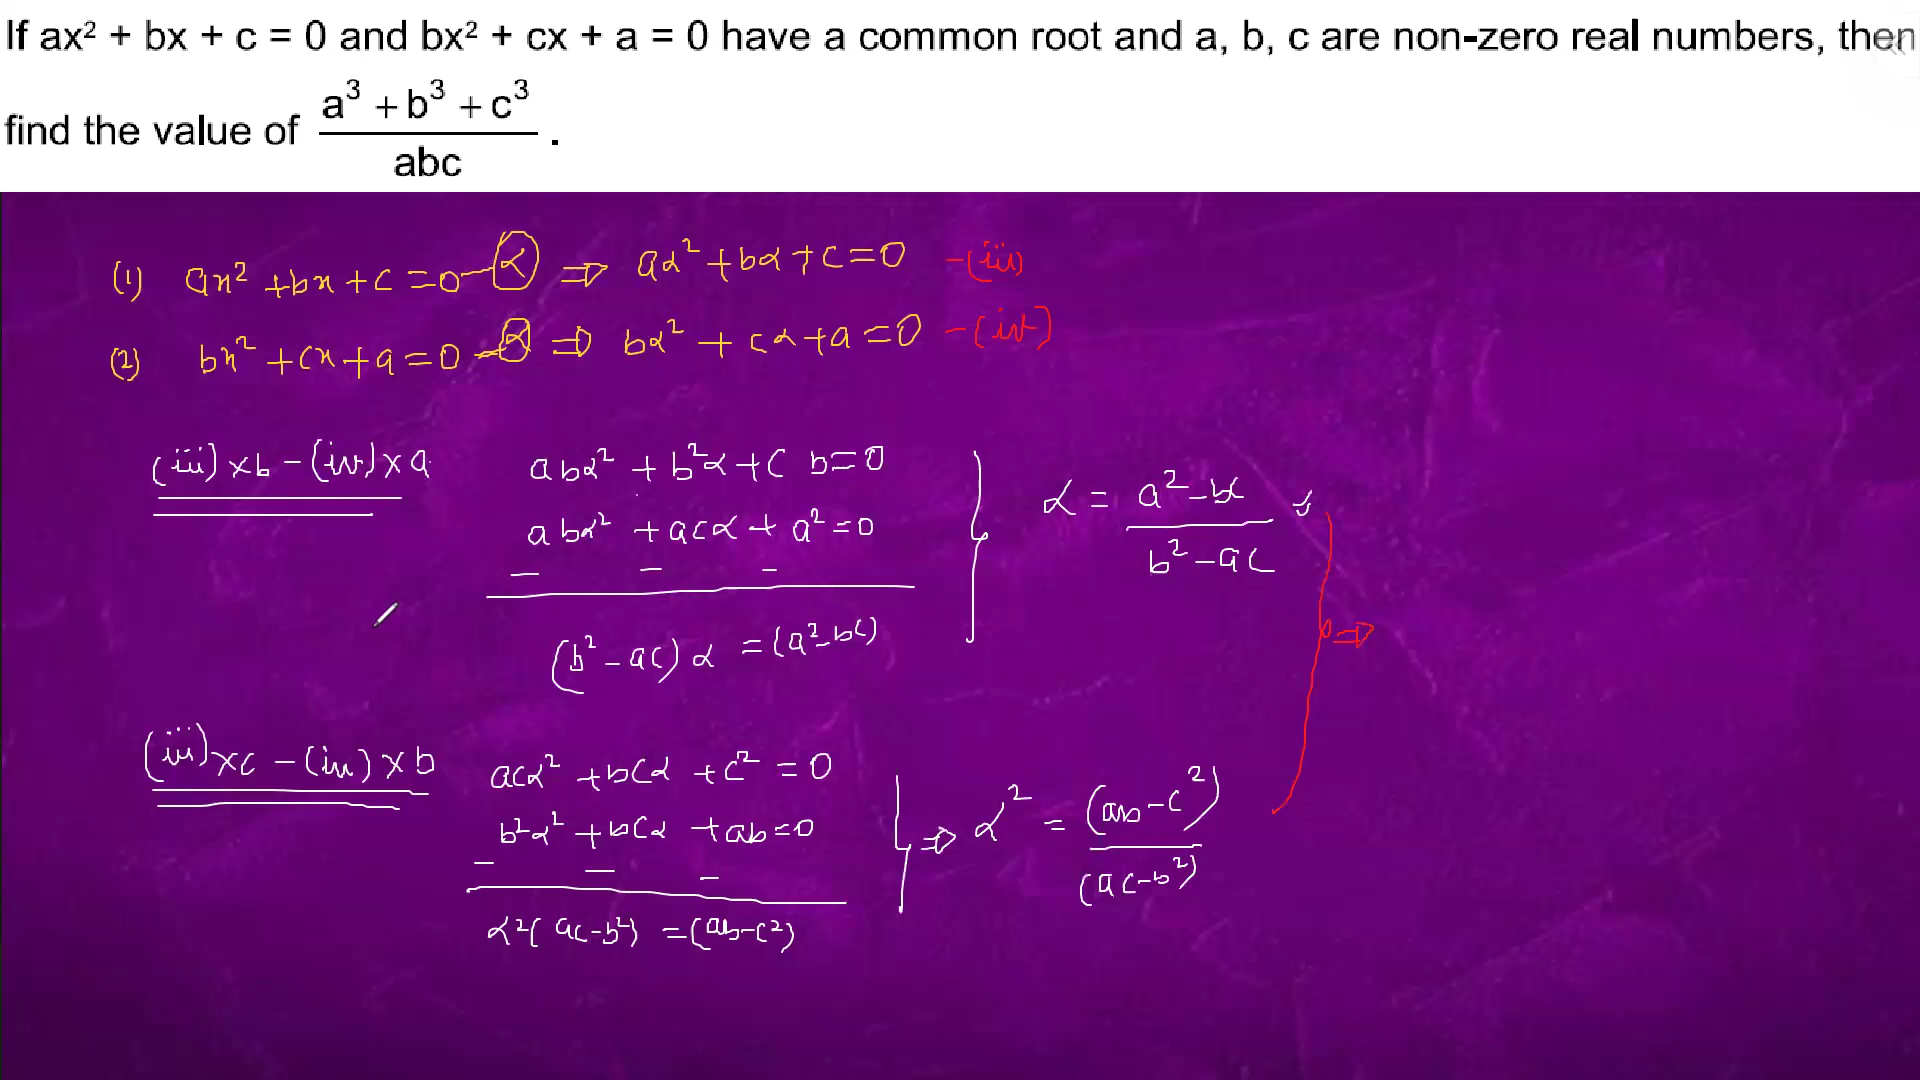 If ax² + bx + c = 0 and bx² + cx + a = 0 have a common root and a, b, c are non-zero real numbers, then
find the value of (a³ + b³ + c³)/abc .
(1) ax² + bx + c = 0 – α ⇒ aα² + bα + c = 0 – (iii)
(2) bx² + cx + a = 0 – α ⇒ bα² + cα + a = 0 – (iv)
(iii) × b – (iv) × a
abα² + b²α + c b = 0
abα² + acα + a² = 0
– – –
(b² – ac) α = (a² – bc)
α = (a² – bc)/(b² – ac)
⇒
(iii) × c – (iv) × b
acα² + bcα + c² = 0
b²α² + bcα + ab = 0
– – –
α² (ac – b²) = (ab – c²)
⇒ α² = (ab – c²)/(ac – b²)